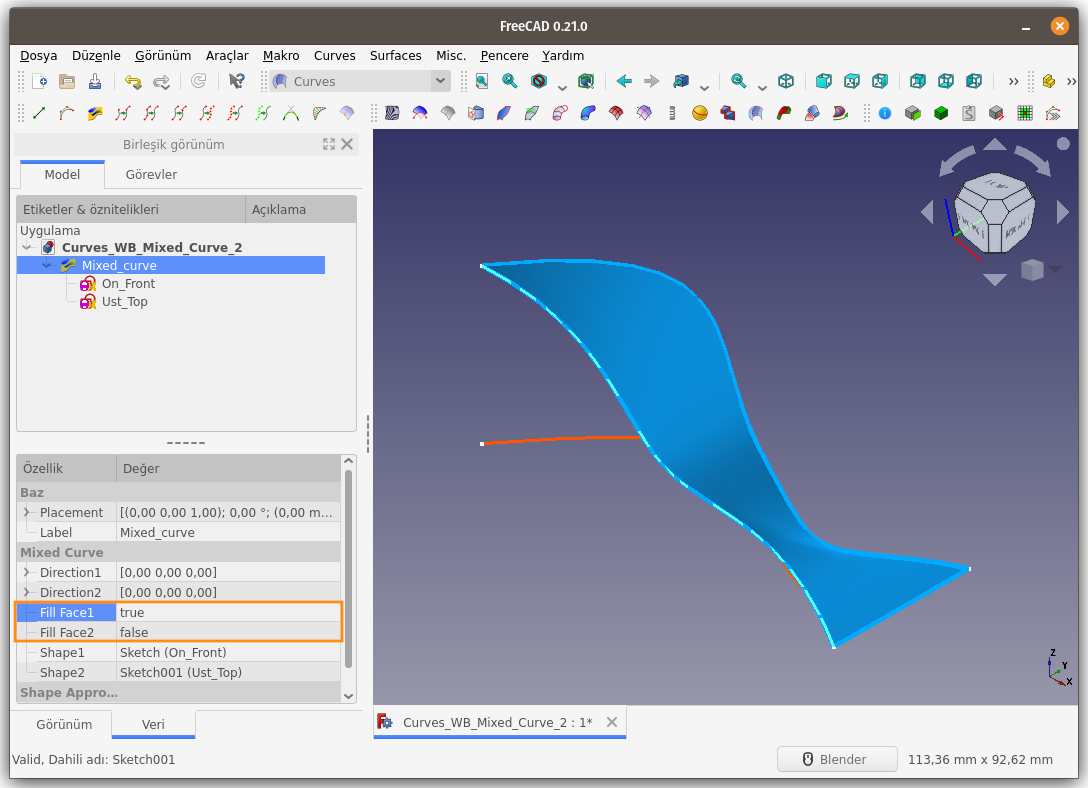 FreeCAD 0.21.0
Dosya Düzenle Görünüm Araçlar Makro Curves Surfaces Misc. Pencere Yardım
Curves
Birleşik görünüm
Model Görevler
Etiketler & öznitelikleri Açıklama
Uygulama
Curves_WB_Mixed_Curve_2
Mixed_curve
On_Front
Ust_Top
Özellik Değer
Baz
Placement [(0,00 0,00 1,00); 0,00 °; (0,00 m...
Label Mixed_curve
Mixed Curve
Direction1 [0,00 0,00 0,00]
Direction2 [0,00 0,00 0,00]
Fill Face1 true
Fill Face2 false
Shape1 Sketch (On_Front)
Shape2 Sketch001 (Ust_Top)
Shape Appro...
Görünüm Veri
Z
Y
X
Curves_WB_Mixed_Curve_2 : 1*
Valid, Dahili adı: Sketch001
Blender 113,36 mm x 92,62 mm